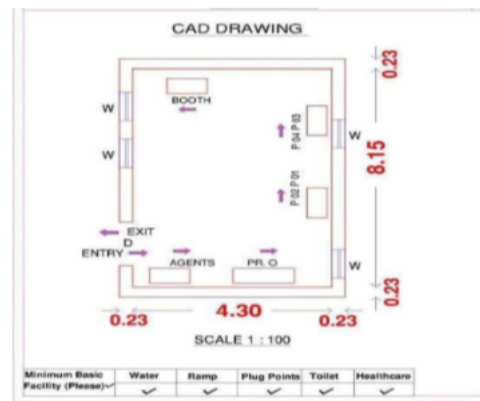 CAD DRAWING
0.23
BOOTH
W
W
P 04 P 03
W
8.15
P 02 P 01
EXIT
D
ENTRY
AGENTS
PR. O
W
0.23
0.23
4.30
0.23
SCALE 1 : 100
Minimum Basic Facility (Please)✓ Water Ramp Plug Points Toilet Healthcare
✓ ✓ ✓ ✓ ✓